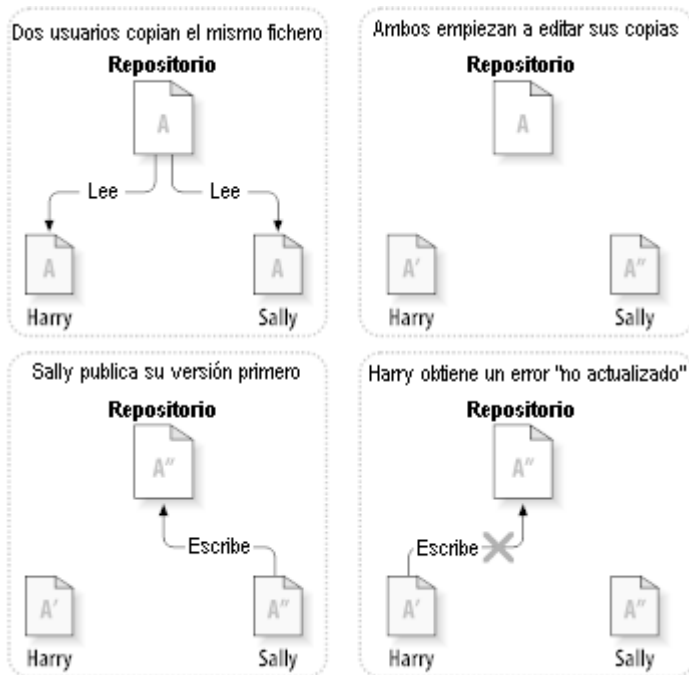 Dos usuarios copian el mismo fichero
Repositorio
A
Lee
Lee
A
A
Harry
Sally
Ambos empiezan a editar sus copias
Repositorio
A
A'
A"
Harry
Sally
Sally publica su versión primero
Repositorio
A"
Escribe
A'
A"
Harry
Sally
Harry obtiene un error "no actualizado"
Repositorio
A"
Escribe
A'
A"
Harry
Sally